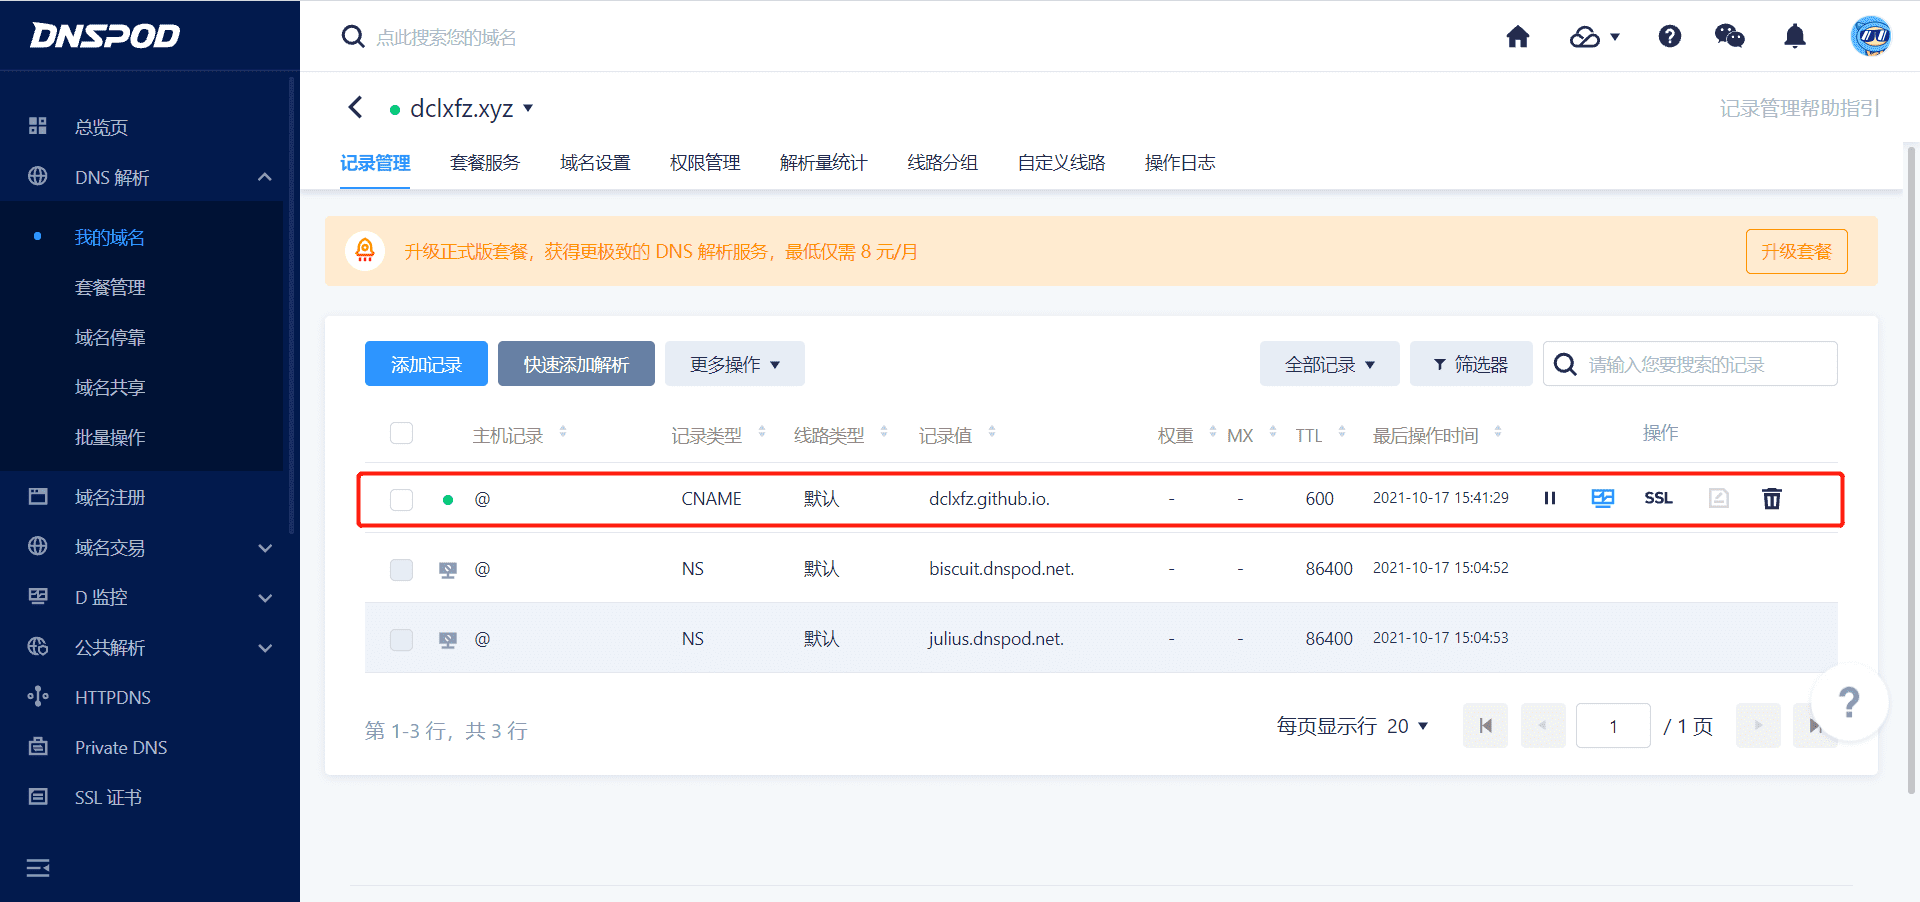 DNSPOD
点此搜索您的域名
总览页
DNS 解析
我的域名
套餐管理
域名停靠
域名共享
批量操作
域名注册
域名交易
D 监控
公共解析
HTTPDNS
Private DNS
SSL 证书
dclxfz.xyz
记录管理帮助指引
记录管理 套餐服务 域名设置 权限管理 解析量统计 线路分组 自定义线路 操作日志
升级正式版套餐，获得更极致的 DNS 解析服务，最低仅需 8 元/月
升级套餐
添加记录 快速添加解析 更多操作 全部记录 筛选器 请输入您要搜索的记录
主机记录 记录类型 线路类型 记录值 权重 MX TTL 最后操作时间 操作
@ CNAME 默认 dclxfz.github.io. - - 600 2021-10-17 15:41:29 SSL
@ NS 默认 biscuit.dnspod.net. - - 86400 2021-10-17 15:04:52
@ NS 默认 julius.dnspod.net. - - 86400 2021-10-17 15:04:53
第 1-3 行，共 3 行
每页显示行 20 1 / 1 页
?